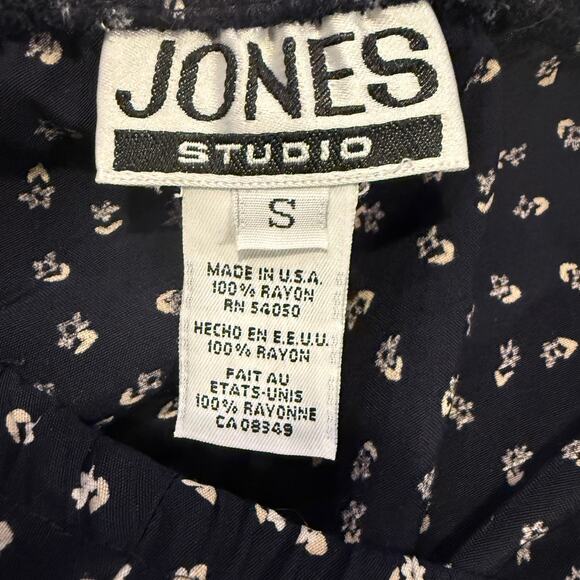 JONES
STUDIO
S
MADE IN U.S.A.
100% RAYON
RN 54050
HECHO EN E.E.U.U.
100% RAYON
FAIT AU
ETATS-UNIS
100% RAYONNE
CA 08349